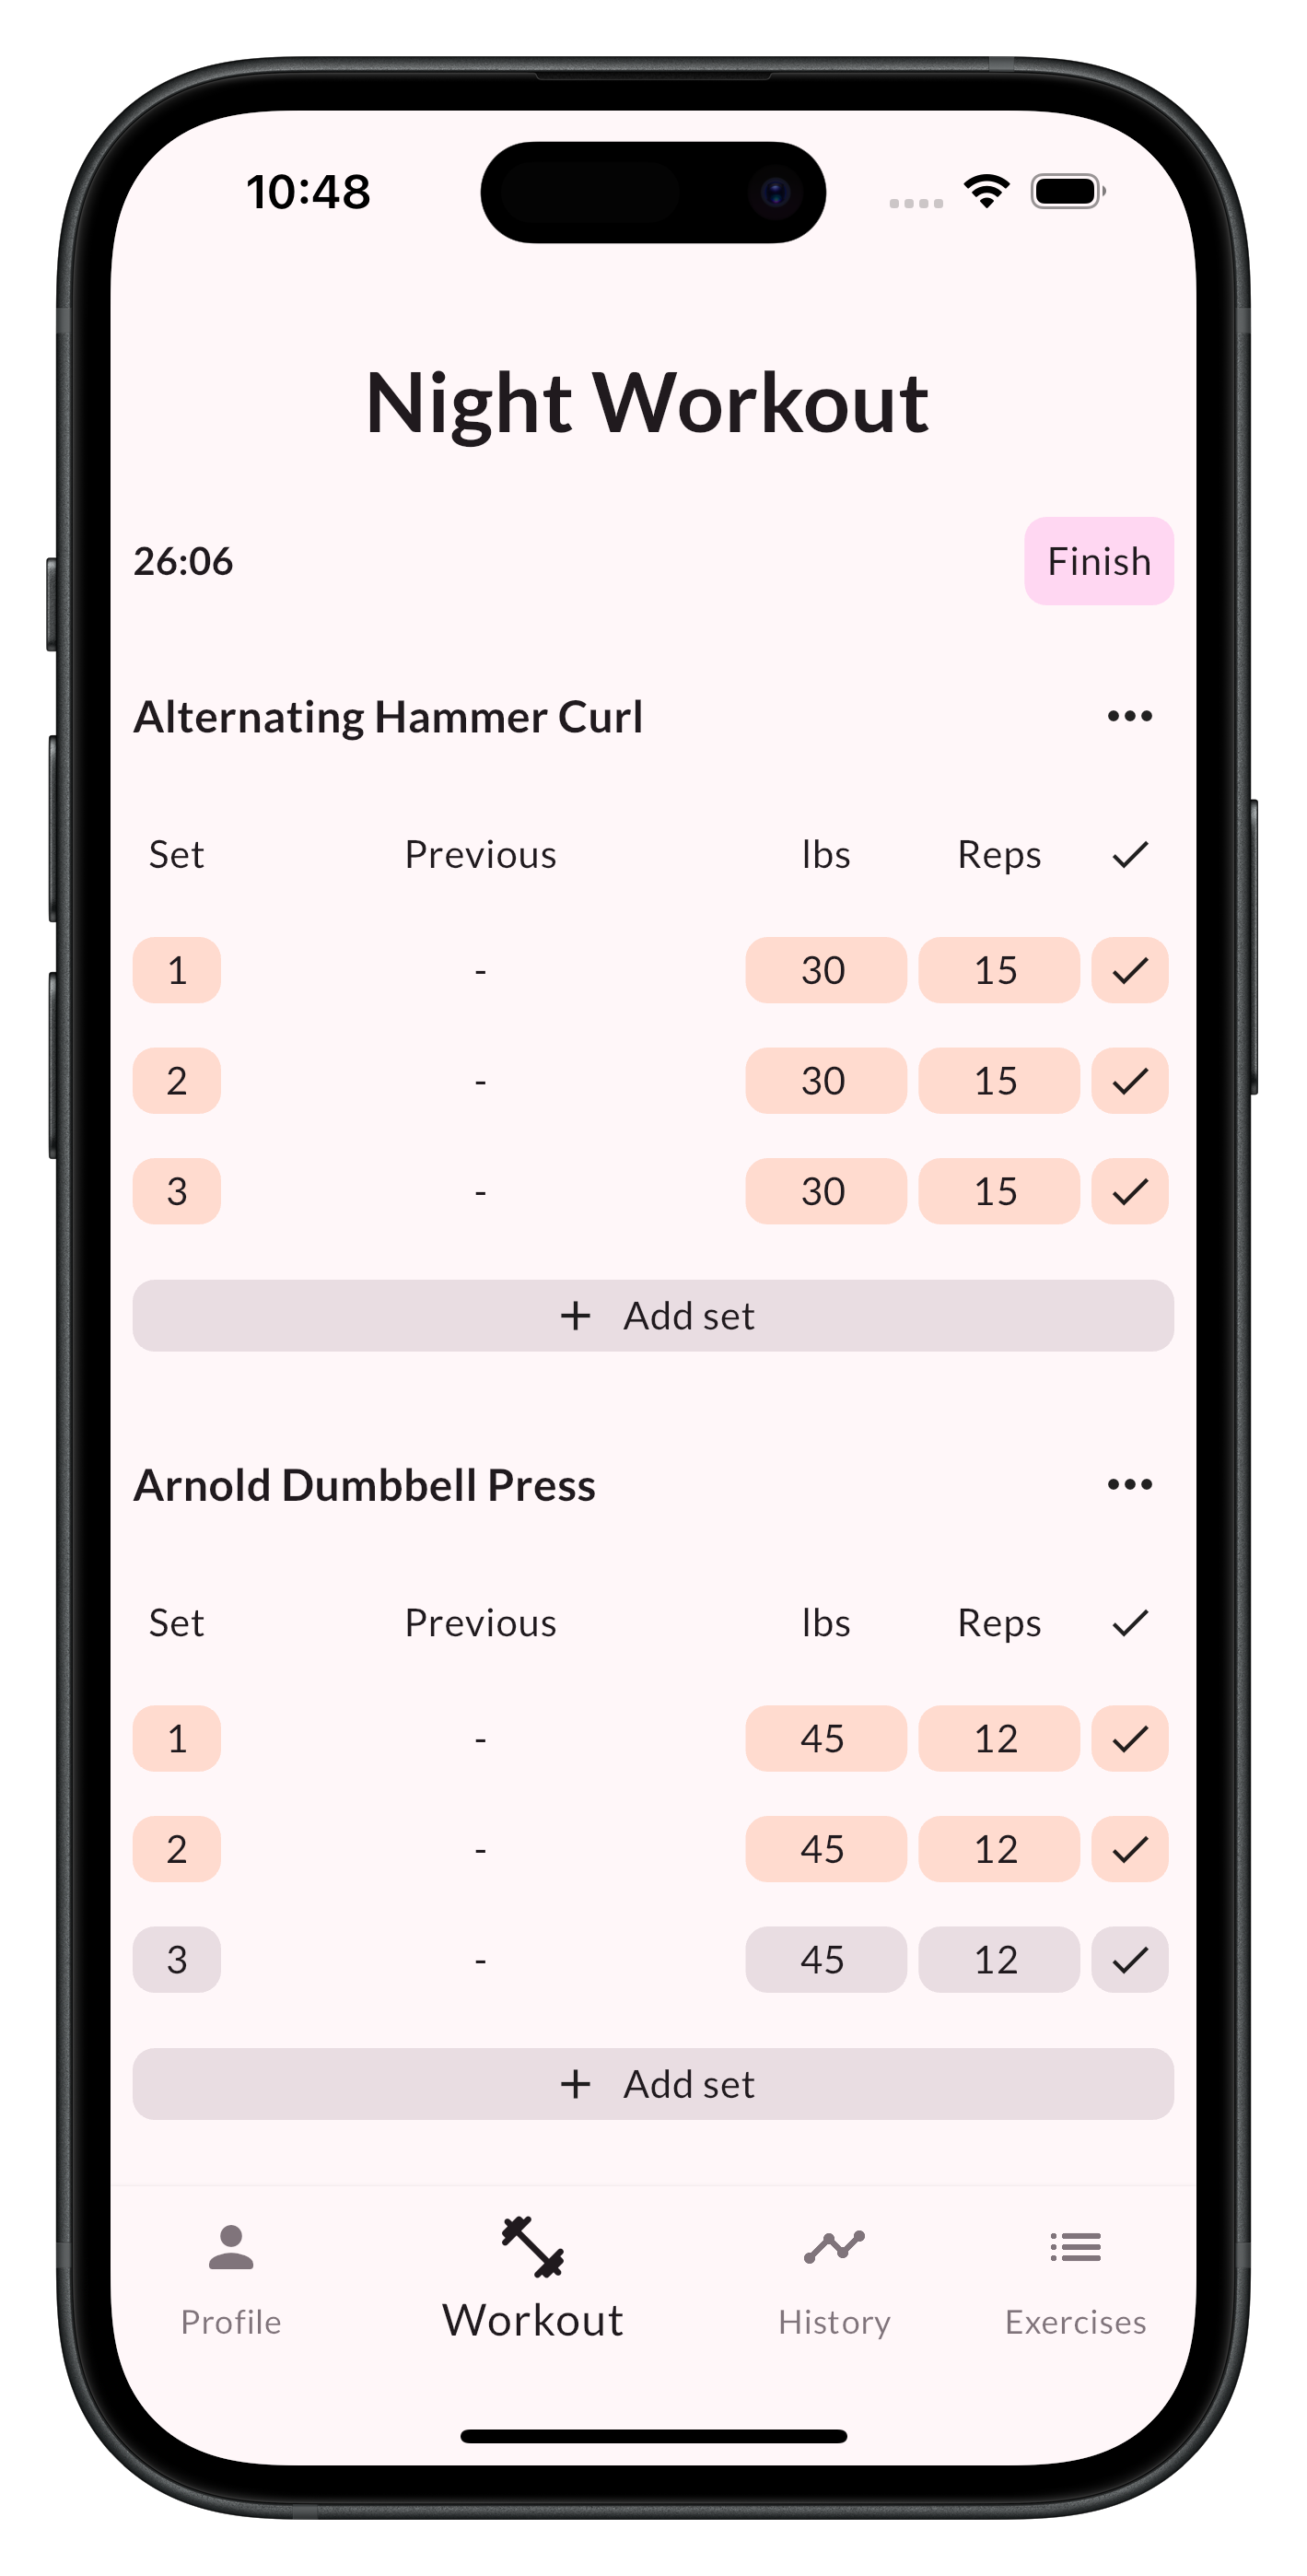 10:48
Night Workout
26:06 Finish
Alternating Hammer Curl
Set Previous lbs Reps
1 - 30 15
2 - 30 15
3 - 30 15
+ Add set
Arnold Dumbbell Press
Set Previous lbs Reps
1 - 45 12
2 - 45 12
3 - 45 12
+ Add set
Profile Workout History Exercises